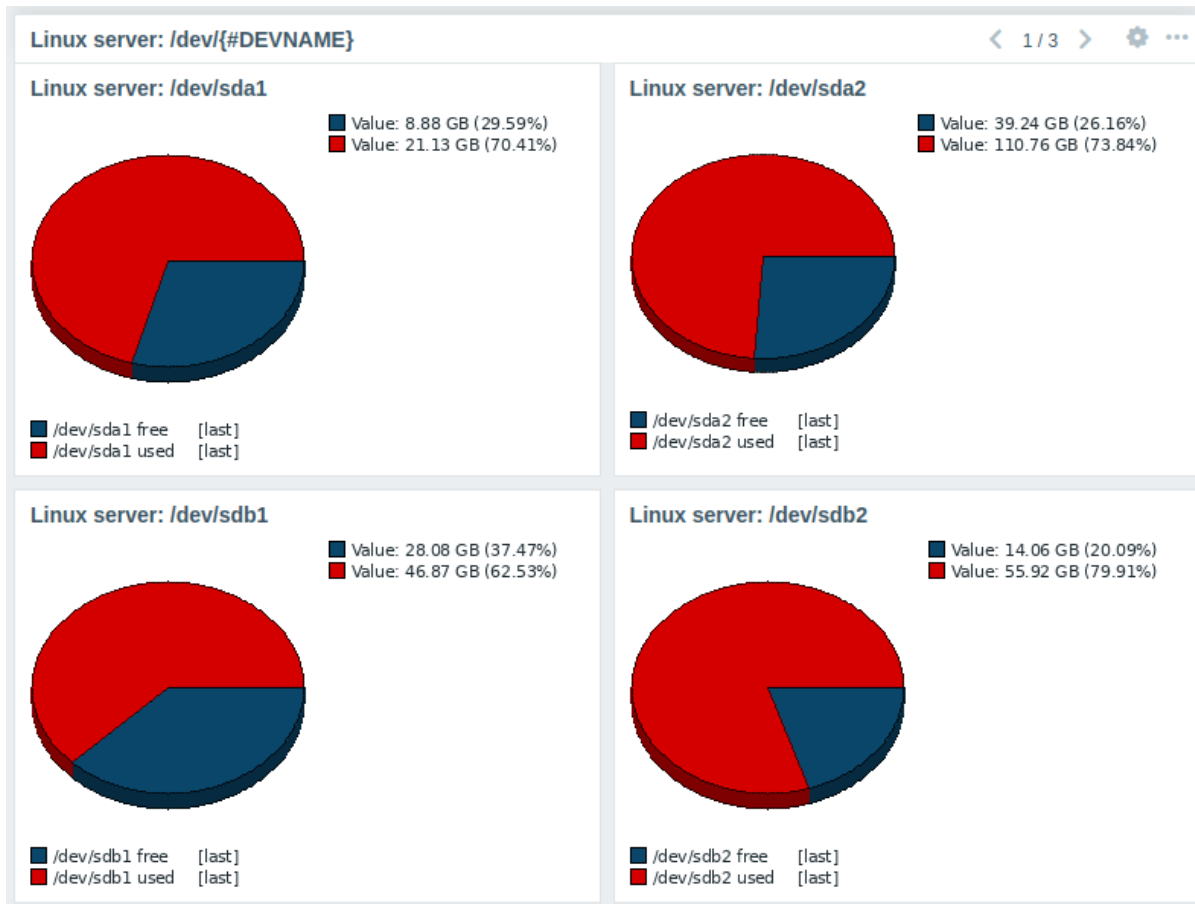 Linux server: /dev/{#DEVNAME}
1 / 3
Linux server: /dev/sda1
Value: 8.88 GB (29.59%)
Value: 21.13 GB (70.41%)
/dev/sda1 free [last]
/dev/sda1 used [last]
Linux server: /dev/sda2
Value: 39.24 GB (26.16%)
Value: 110.76 GB (73.84%)
/dev/sda2 free [last]
/dev/sda2 used [last]
Linux server: /dev/sdb1
Value: 28.08 GB (37.47%)
Value: 46.87 GB (62.53%)
/dev/sdb1 free [last]
/dev/sdb1 used [last]
Linux server: /dev/sdb2
Value: 14.06 GB (20.09%)
Value: 55.92 GB (79.91%)
/dev/sdb2 free [last]
/dev/sdb2 used [last]